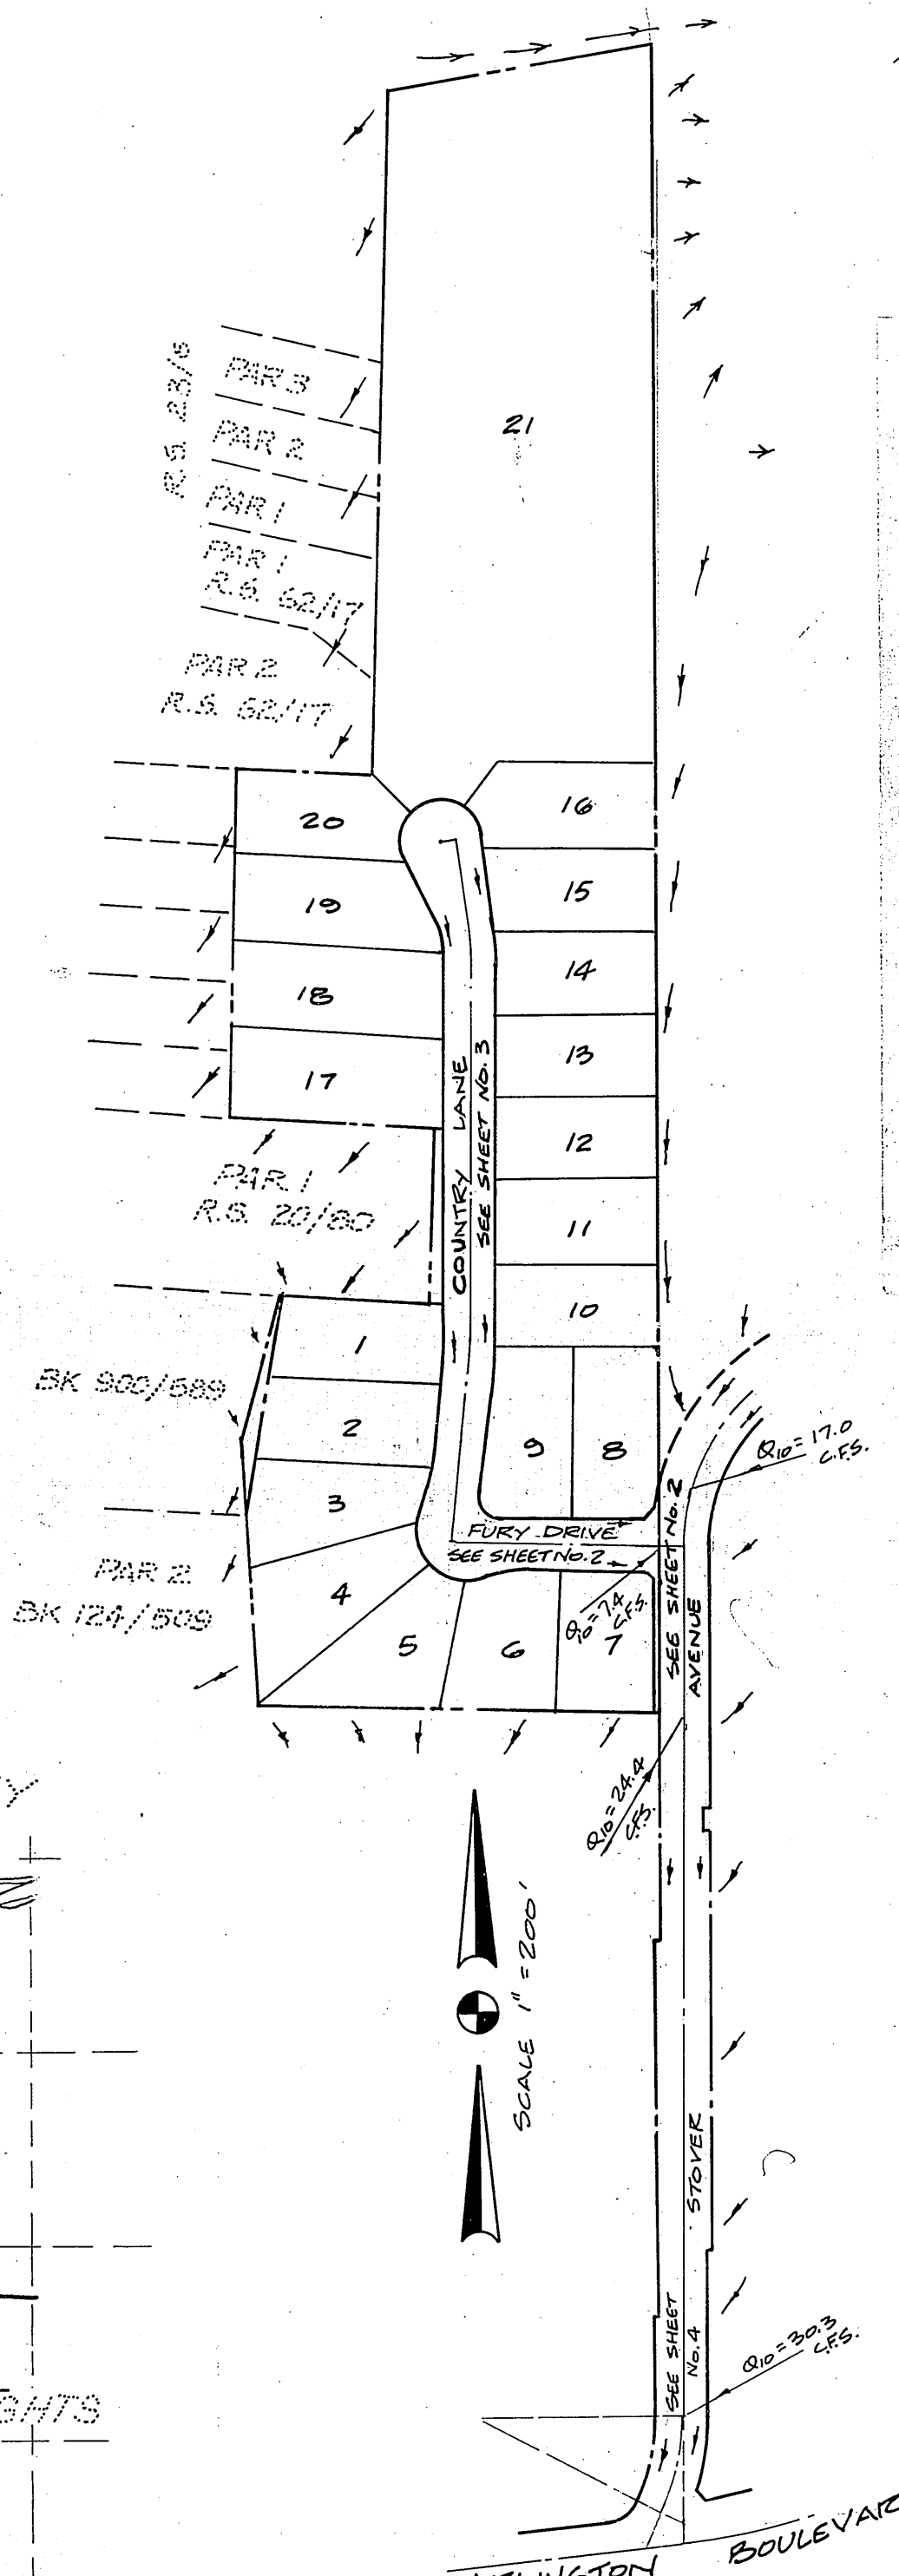 R.S. 23/6
PAR 3
PAR 2
PAR 1
PAR 1
R.S. 62/17
PAR 2
R.S. 62/17
21
20
19
18
17
16
15
14
13
12
11
10
COUNTRY LANE
SEE SHEET NO. 3
PAR. 1
R.S. 20/80
1
2
3
4
5
6
7
8
9
BK 900/589
PAR 2
BK 124/509
FURY DRIVE
SEE SHEET NO. 2
Q10 = 17.0
C.F.S.
Q10 = 7.4
C.F.S.
SEE SHEET No. 2
AVENUE
Q10 = 24.4
C.F.S.
SCALE 1" = 200'
STOVER
SEE SHEET
No. 4
Q10 = 30.3
C.F.S.
BOULEVAR